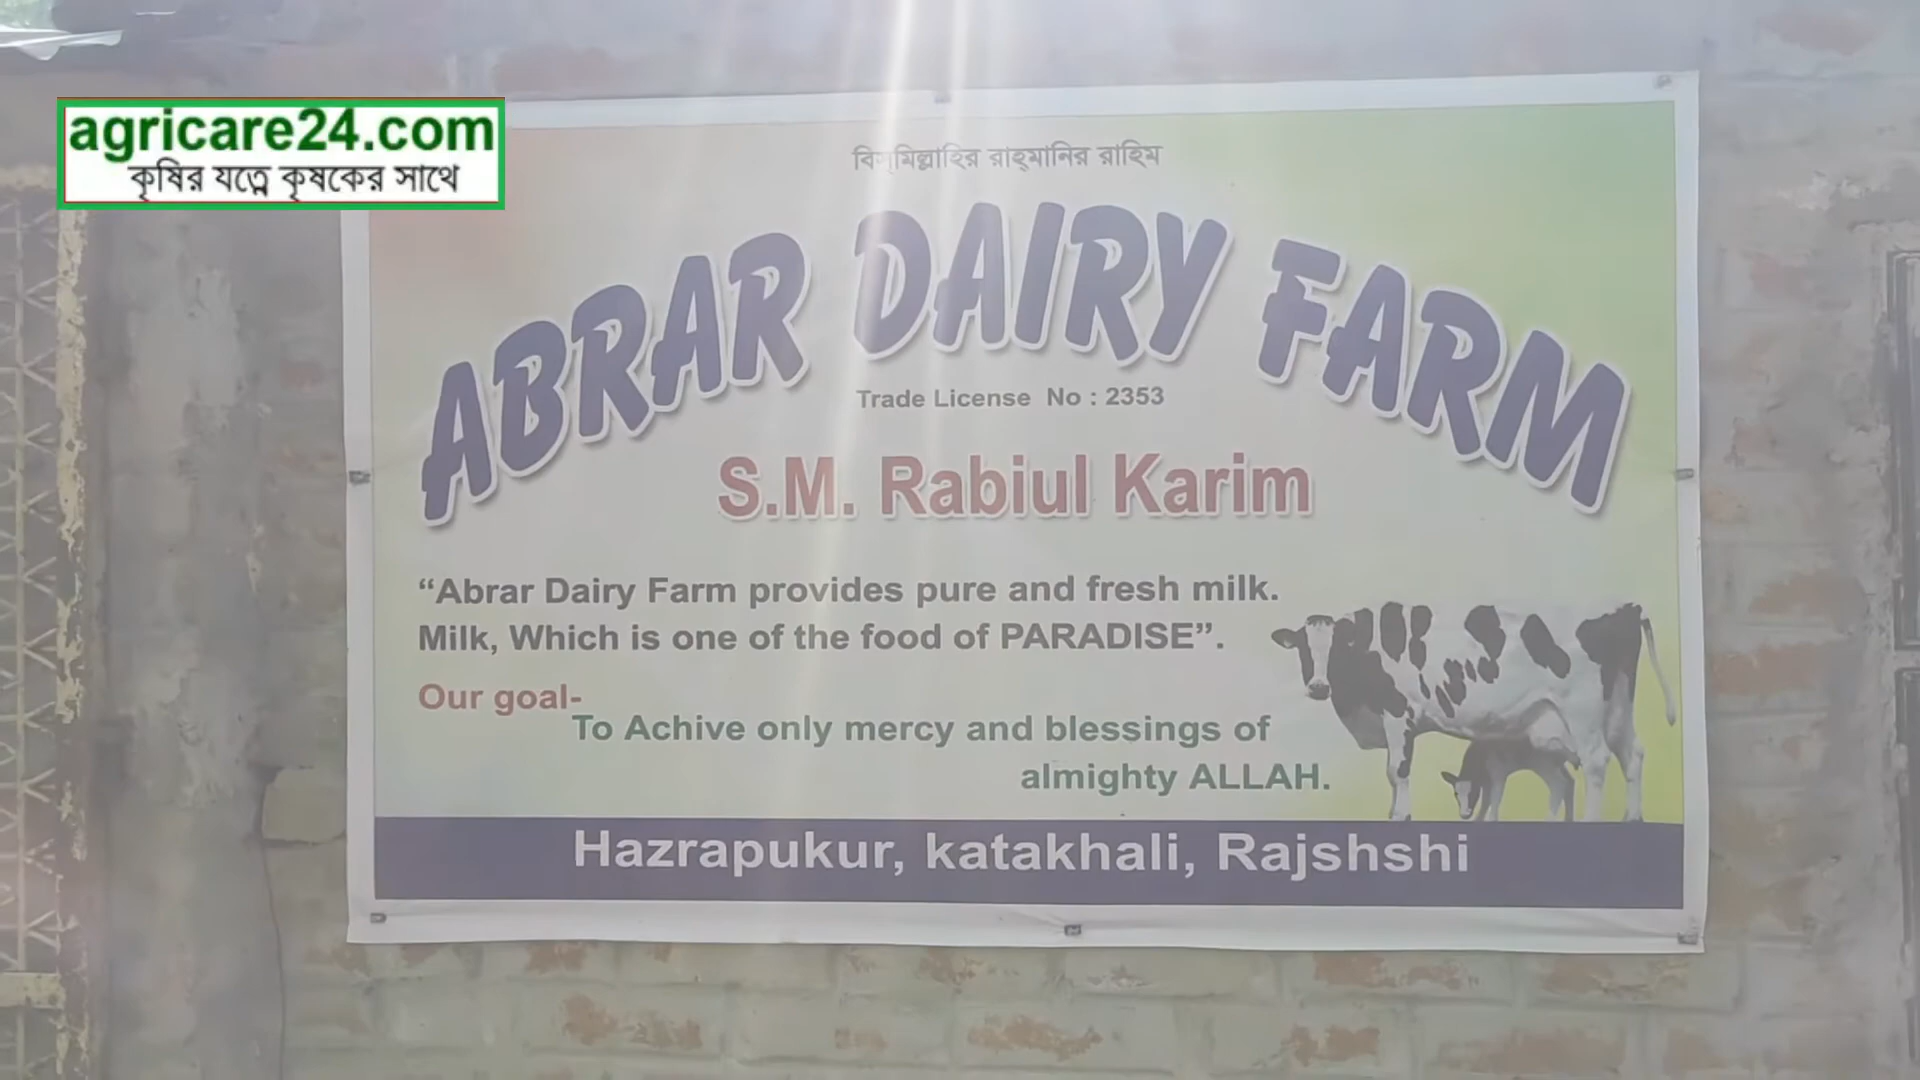 agricare24.com
কৃষির যত্নে কৃষকের সাথে
বিস্‌মিল্লাহির রাহ্‌মানির রাহিম
ABRAR DAIRY FARM
Trade License No : 2353
S.M. Rabiul Karim
“Abrar Dairy Farm provides pure and fresh milk.
Milk, Which is one of the food of PARADISE”.
Our goal-
To Achive only mercy and blessings of
almighty ALLAH.
Hazrapukur, katakhali, Rajshshi